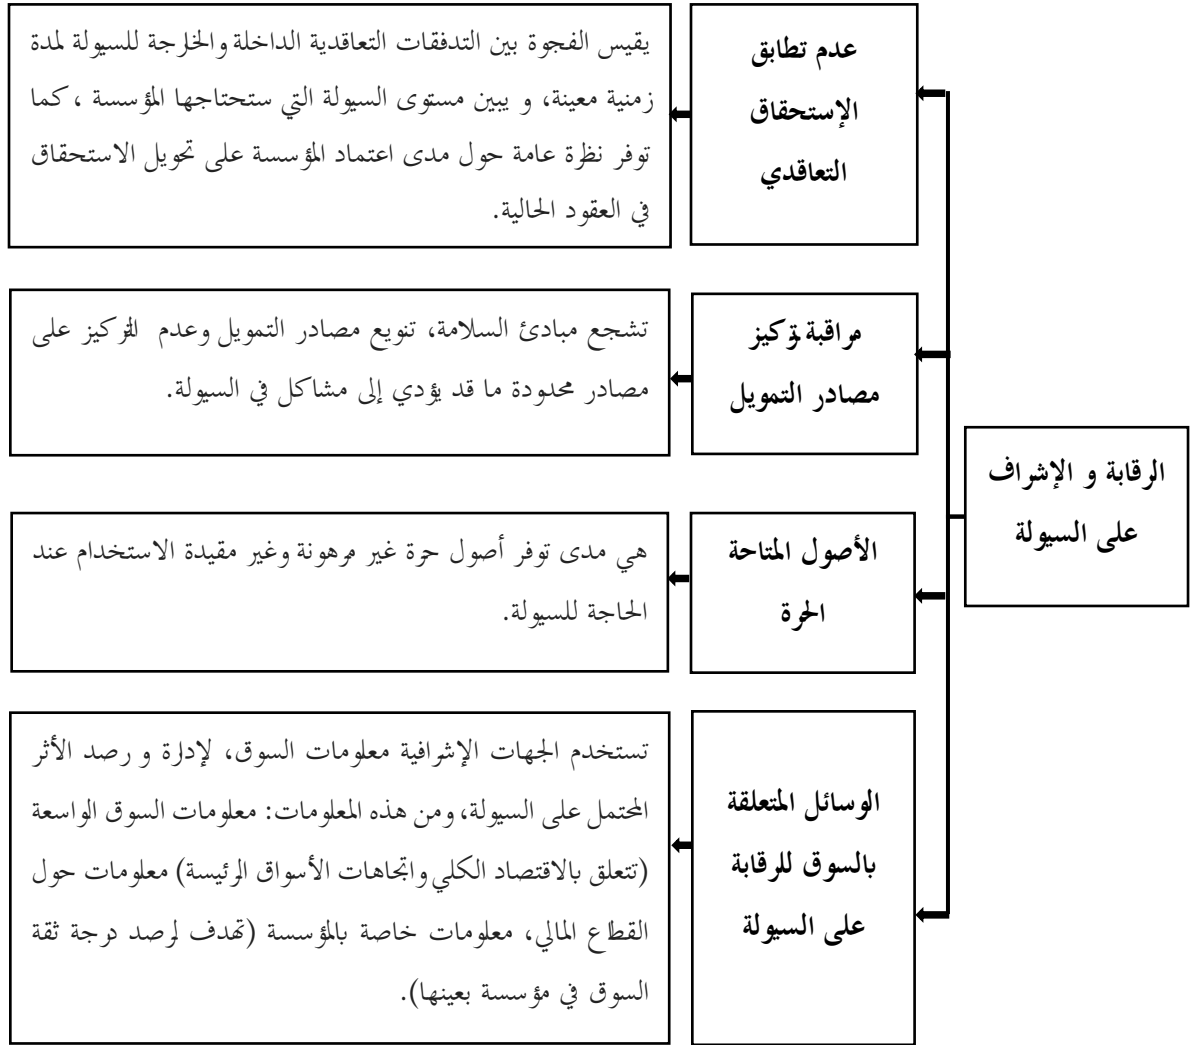 الرقابة و الإشراف
على السيولة
عدم تطابق
الإستحقاق
التعاقدي
يقيس الفجوة بين التدفقات التعاقدية الداخلة والخارجة للسيولة لمدة
زمنية معينة، و يبين مستوى السيولة التي ستحتاجها المؤسسة ، كما
توفر نظرة عامة حول مدى اعتماد المؤسسة على تحويل الاستحقاق
في العقود الحالية.
مراقبة تركيز
مصادر التمويل
تشجع مبادئ السلامة، تنويع مصادر التمويل وعدم التركيز على
مصادر محدودة ما قد يؤدي إلى مشاكل في السيولة.
الأصول المتاحة
الحرة
هي مدى توفر أصول حرة غير مرهونة وغير مقيدة الاستخدام عند
الحاجة للسيولة.
الوسائل المتعلقة
بالسوق للرقابة
على السيولة
تستخدم الجهات الإشرافية معلومات السوق، لإدارة و رصد الأثر
المحتمل على السيولة، ومن هذه المعلومات: معلومات السوق الواسعة
(تتعلق بالاقتصاد الكلي واتجاهات الأسواق الرئيسة) معلومات حول
القطاع المالي، معلومات خاصة بالمؤسسة (تهدف لرصد درجة ثقة
السوق في مؤسسة بعينها).